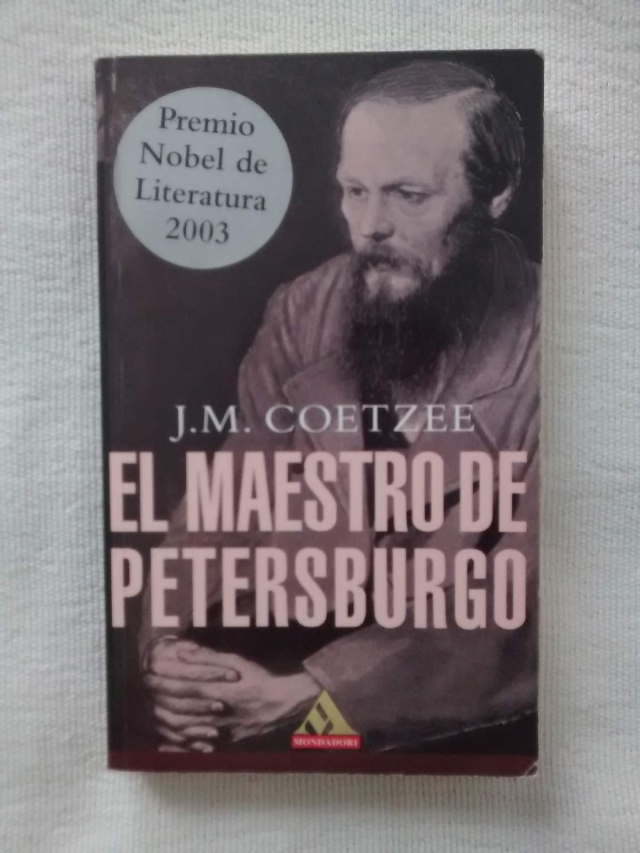 Premio
Nobel de
Literatura
2003
J.M. COETZEE
EL MAESTRO DE
PETERSBURGO
MONDADORI